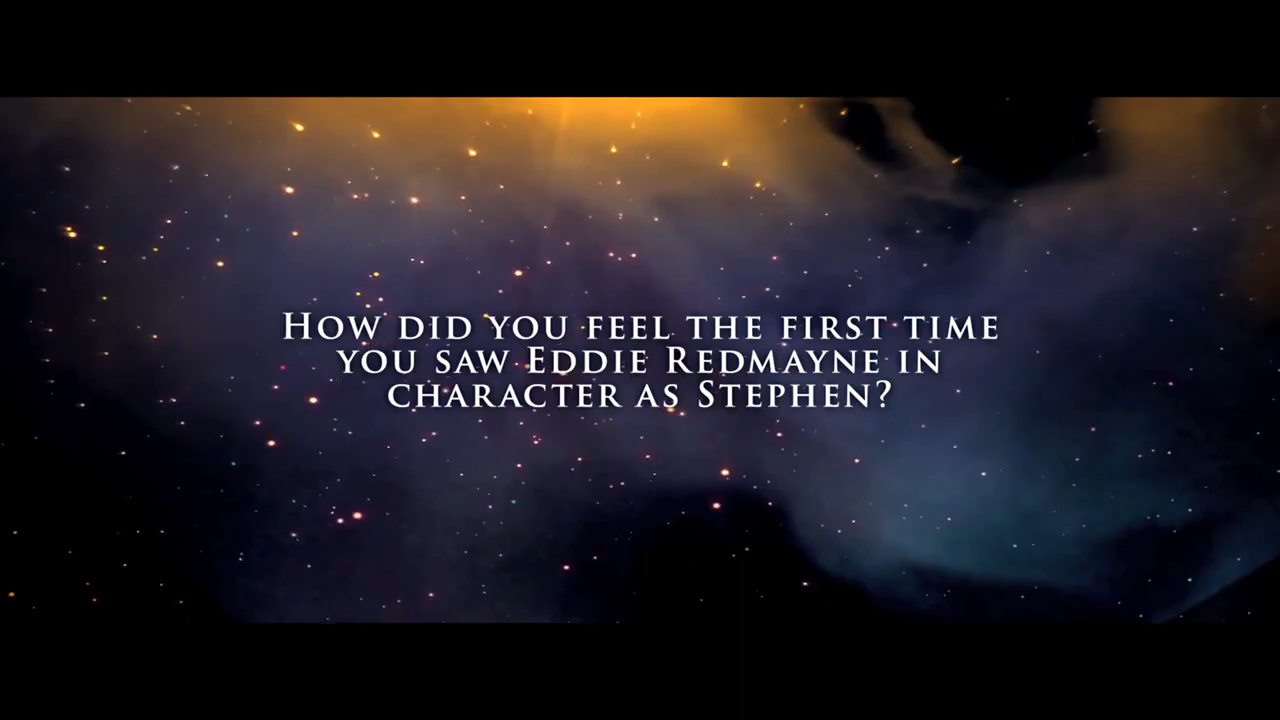 How did you feel the first time
you saw Eddie Redmayne in
character as Stephen?